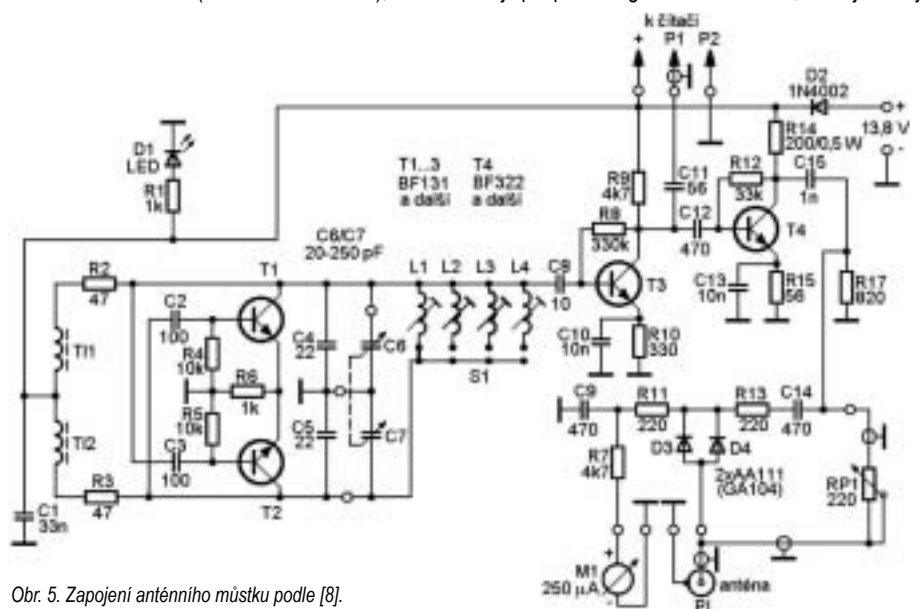 k čítači
+ P1 P2
D2
1N4002
+
13,8 V
-
R14
200/0,5 W
D1
LED
R1
1k
T1...3
BF131
a další
T4
BF322
a další
R9
4k7
C11
56
R12
33k
C15
1n
R8
330k
C12
470
T4
C6/C7
20-250 pF
R2
47
T1
L1 L2 L3 L4
C8
10
T3
C13
10n
R15
56
R17
820
C2
100
Tl1
R4
10k
C4
22
C6
C10
10n
R10
330
R6
1k
S1
R5
10k
C5
22
C7
C9
470
R11
220
R13
220
C14
470
Tl2
C3
100
D3 D4
R7
4k7
2xAA111
(GA104)
RP1
220
R3
47
T2
C1
33n
+
M1
250 µA
-
anténa
P1
Obr. 5. Zapojení anténního můstku podle [8].